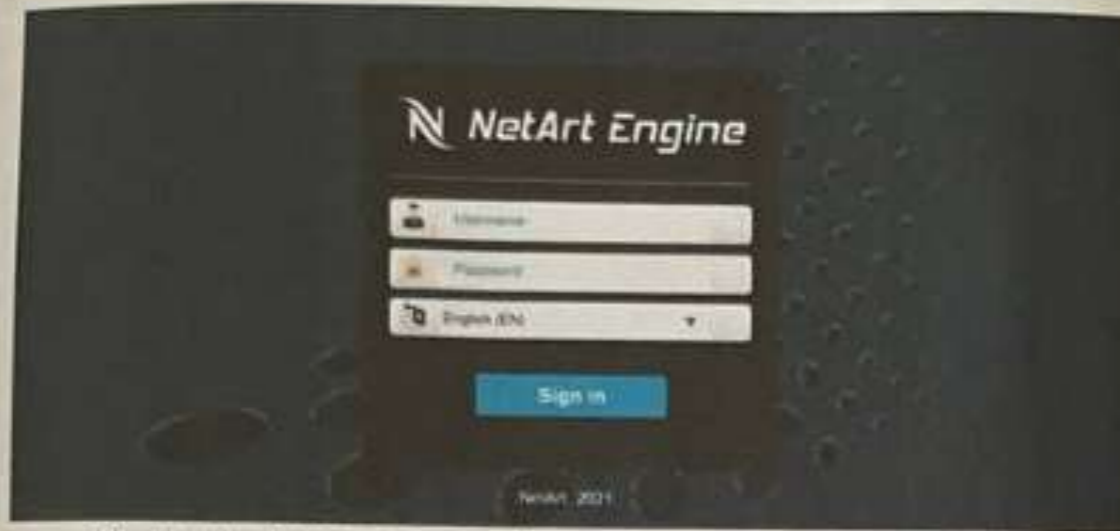 NetArt Engine
Username
Password
English (EN)
Sign in
NetArt 2021